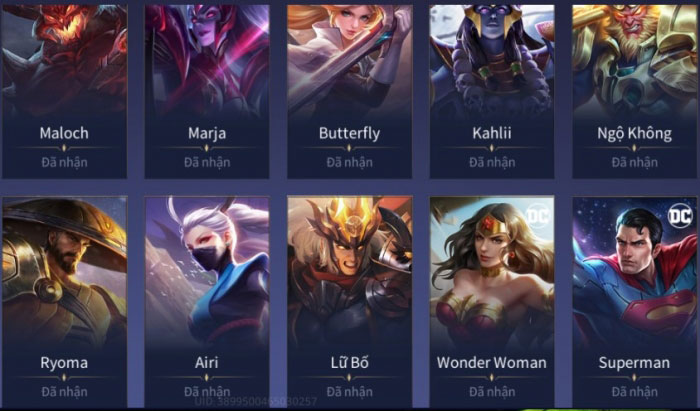 Maloch
Marja
Butterfly
Kahlii
Ngộ Không
Đã nhận
Đã nhận
Đã nhận
Đã nhận
Đã nhận
DC
DC
Ryoma
Airi
Lữ Bố
Wonder Woman
Superman
Đã nhận
Đã nhận
Đã nhận
Đã nhận
Đã nhận
UID: 3899500465030257